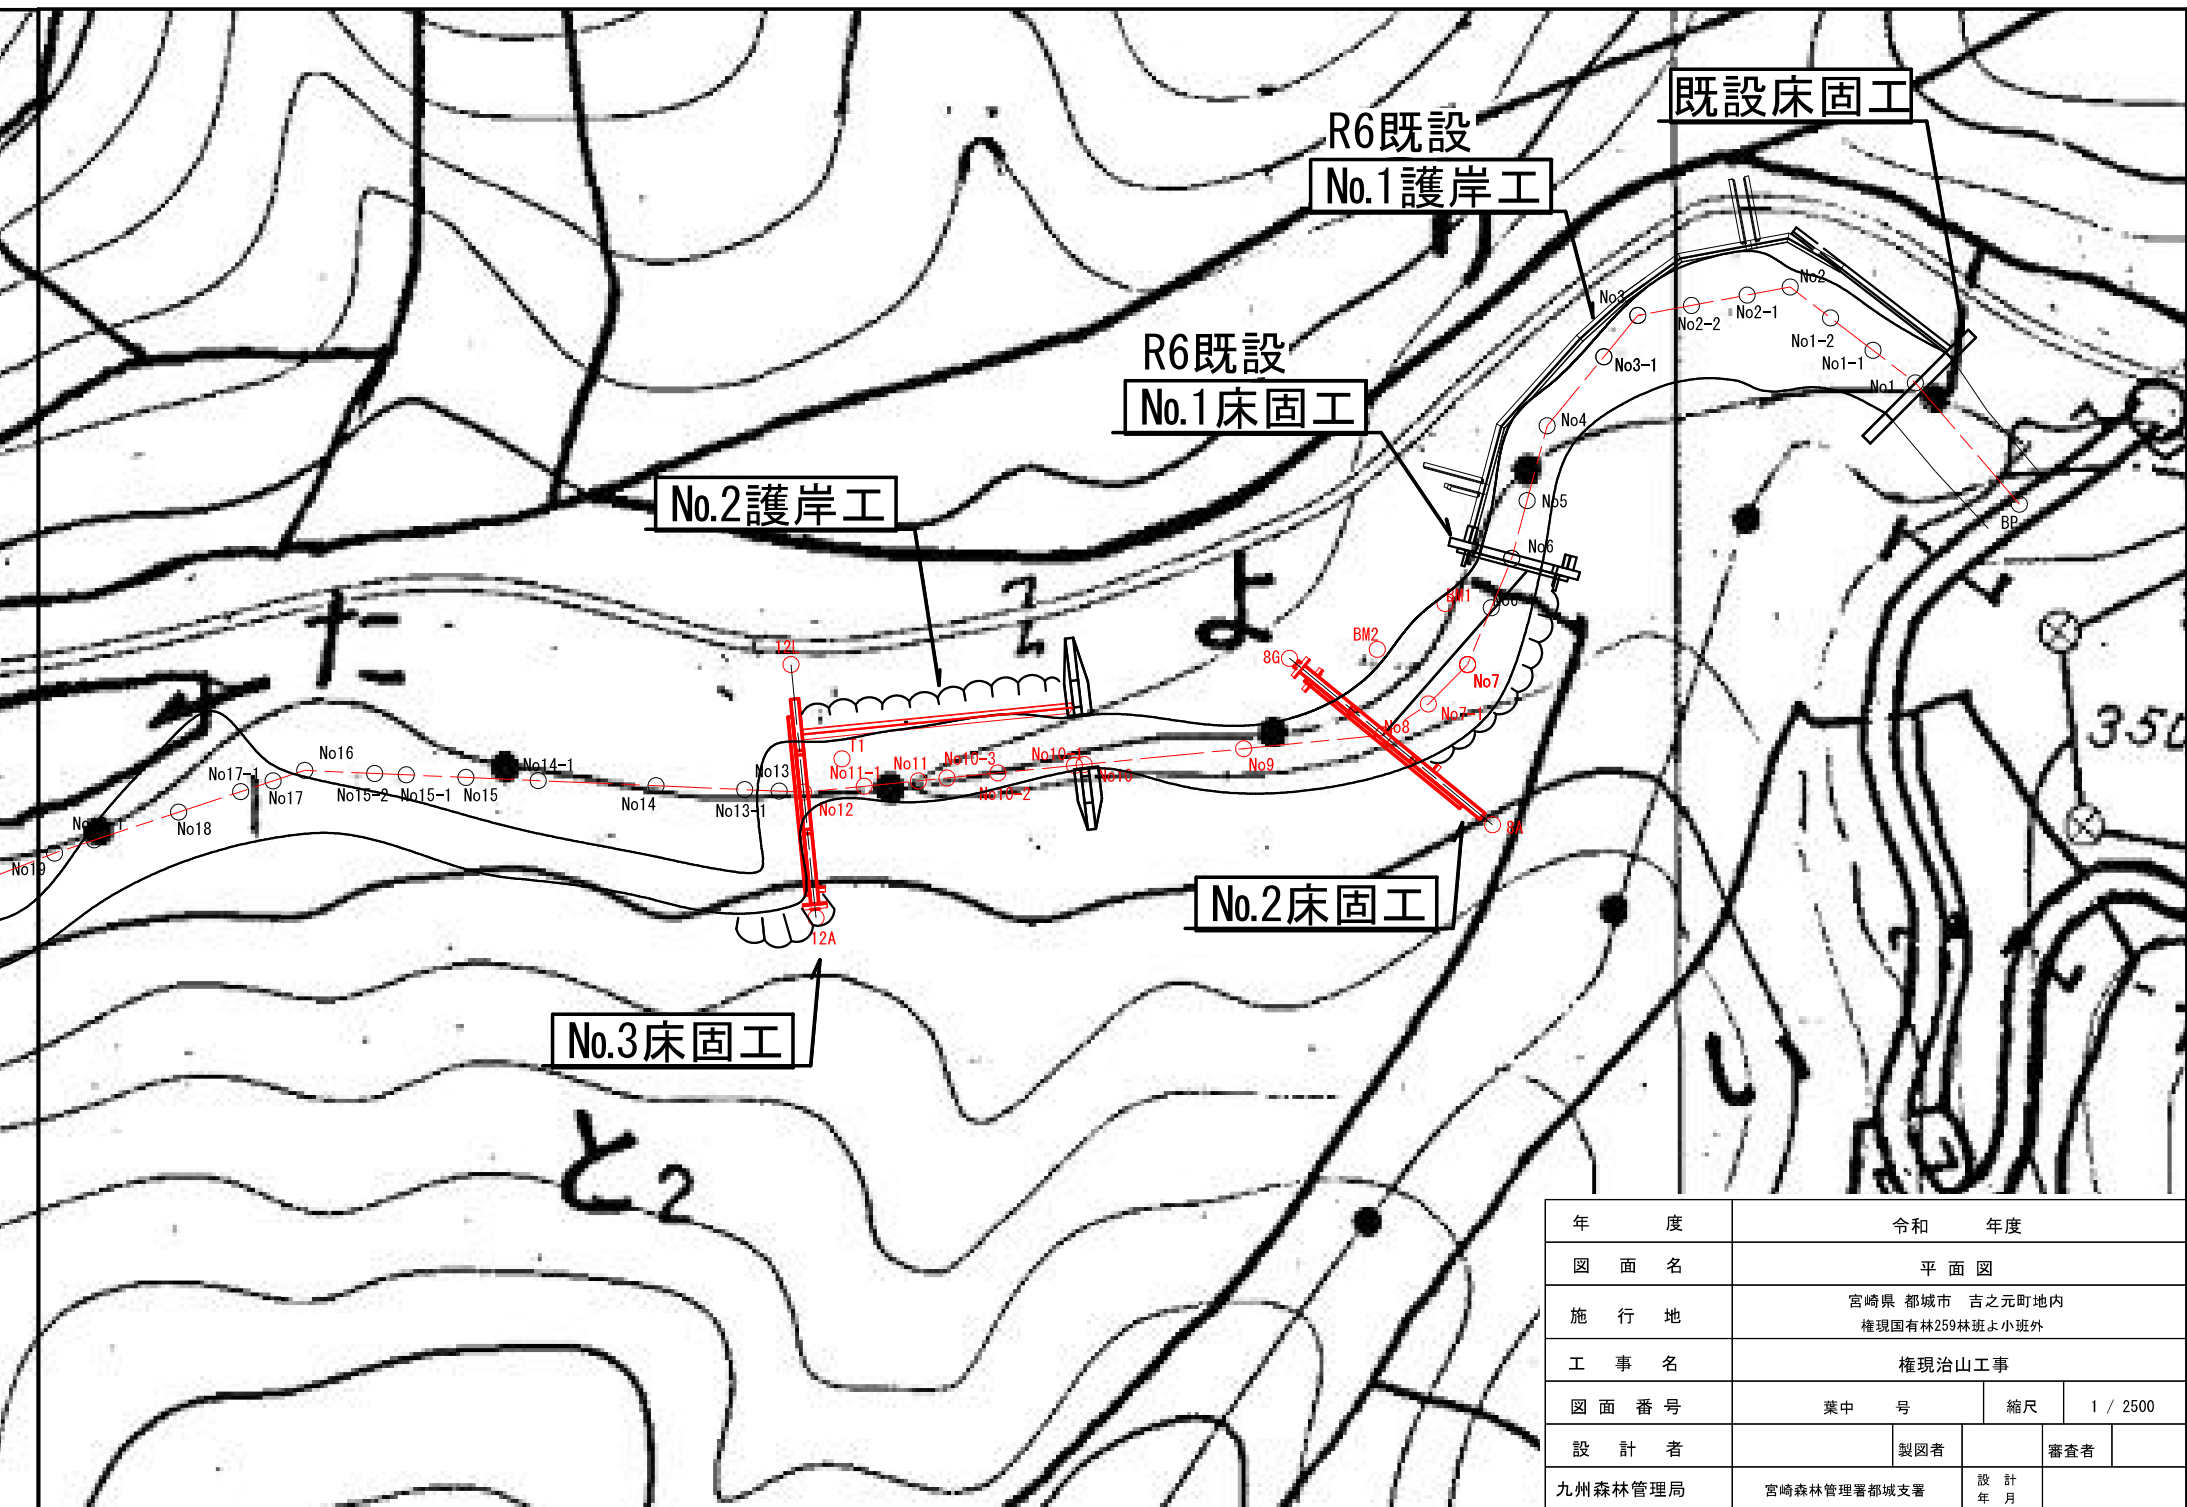 既設床固工
R6既設
No.1護岸工
R6既設
No.1床固工
No.2護岸工
No.2床固工
No.3床固工
BP
No1
No1-1
No1-2
No2
No2-1
No2-2
No3
No3-1
No4
No5
No6
BM1
BM2
8G
No7
No7-1
No8
8A
No9
No10
No10-1
No10-2
No10-3
No11
No11-1
T1
No12
12A
No13
No13-1
No14
No14-1
No15
No15-1
No15-2
No16
No17
No17-1
No18
No19
よ
と2
350
年度 令和 年度
図面名 平面図
施行地 宮崎県 都城市 吉之元町地内
権現国有林259林班よ小班外
工事名 権現治山工事
図面番号 葉中 号 縮尺 1 / 2500
設計者 製図者 審査者
九州森林管理局 宮崎森林管理署都城支署 設計
年月